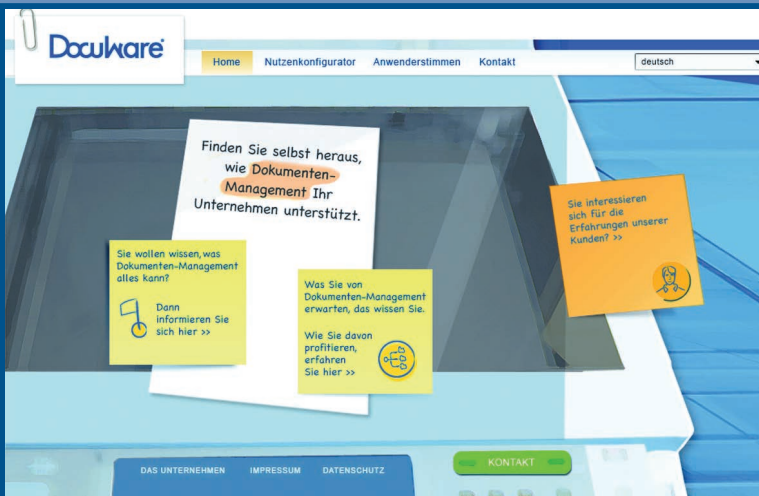 DocuWare
Home Nutzenkonfigurator Anwenderstimmen Kontakt deutsch
Finden Sie selbst heraus,
wie Dokumenten-
Management Ihr
Unternehmen unterstützt.
Sie wollen wissen, was
Dokumenten-Management
alles kann?
Dann
informieren Sie
sich hier >>
Was Sie von
Dokumenten-Management
erwarten, das wissen Sie.
Wie Sie davon
profitieren,
erfahren
Sie hier >>
Sie interessieren
sich für die
Erfahrungen unserer
Kunden? >>
DAS UNTERNEHMEN IMPRESSUM DATENSCHUTZ KONTAKT